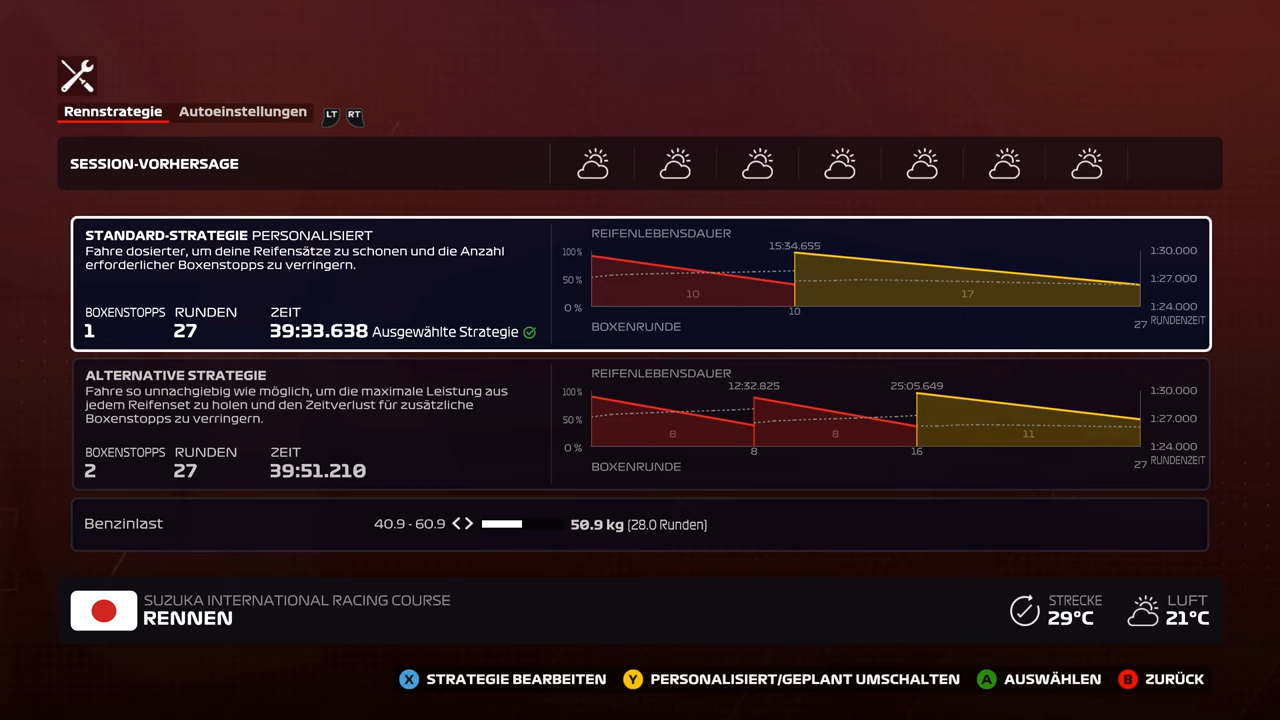 Rennstrategie Autoeinstellungen LT RT
SESSION-VORHERSAGE
STANDARD-STRATEGIE PERSONALISIERT
Fahre dosierter, um deine Reifensätze zu schonen und die Anzahl
erforderlicher Boxenstopps zu verringern.
BOXENSTOPPS RUNDEN ZEIT
1 27 39:33.638 Ausgewählte Strategie
REIFENLEBENSDAUER
15:34.655
100% 1:30.000
50% 1:27.000
10 17
0% 1:24.000
10
27 RUNDENZEIT
BOXENRUNDE
ALTERNATIVE STRATEGIE
Fahre so unnachgiebig wie möglich, um die maximale Leistung aus
jedem Reifenset zu holen und den Zeitverlust für zusätzliche
Boxenstopps zu verringern.
BOXENSTOPPS RUNDEN ZEIT
2 27 39:51.210
REIFENLEBENSDAUER
12:32.825 25:05.649
100% 1:30.000
50% 1:27.000
8 8 11
0% 1:24.000
8 16
27 RUNDENZEIT
BOXENRUNDE
Benzinlast 40.9 - 60.9 <> 50.9 kg (28.0 Runden)
SUZUKA INTERNATIONAL RACING COURSE
RENNEN
STRECKE
29°C
LUFT
21°C
X STRATEGIE BEARBEITEN Y PERSONALISIERT/GEPLANT UMSCHALTEN A AUSWÄHLEN B ZURÜCK